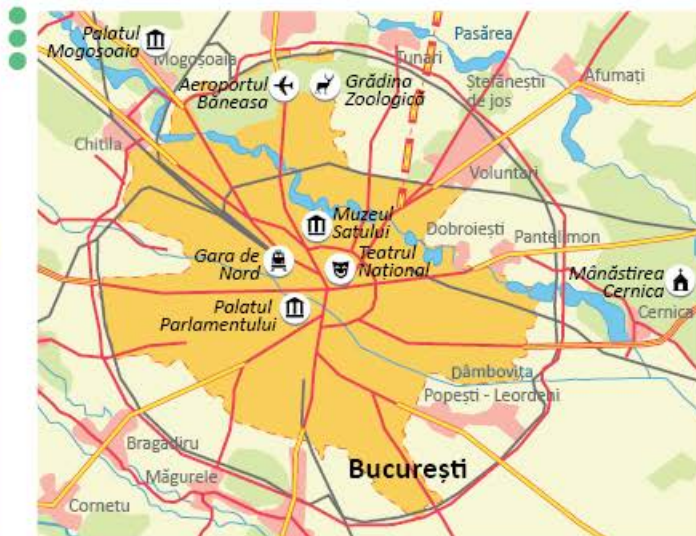 Palatul
Mogoșoaia
Mogoșoaia
Aeroportul
Băneasa
Grădina
Zoologică
Tunari
Pasărea
Ștefăneștii
de jos
Afumați
Chitila
Voluntari
Muzeul
Satului
Dobroiești
Pantelimon
Gara de
Nord
Teatrul
Național
Mânăstirea
Cernica
Palatul
Parlamentului
Cernica
Dâmbovița
Popești - Leordeni
Bragadiru
București
Măgurele
Cornetu